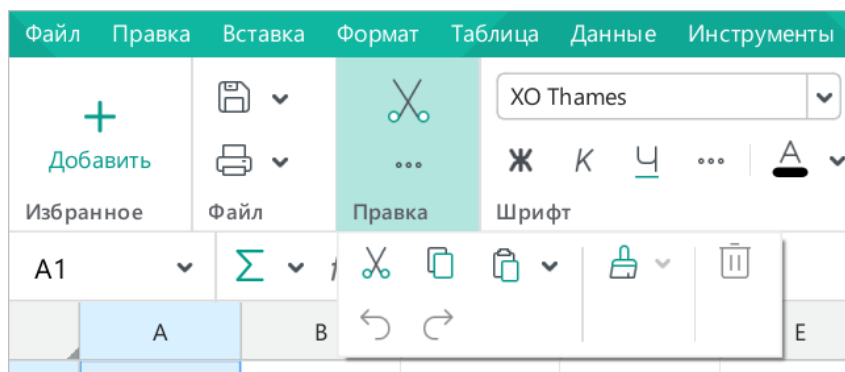 Файл Правка Вставка Формат Таблица Данные Инструменты
XO Thames
Добавить
Ж К Ч A
Избранное Файл Правка Шрифт
A1 Σ
A B E